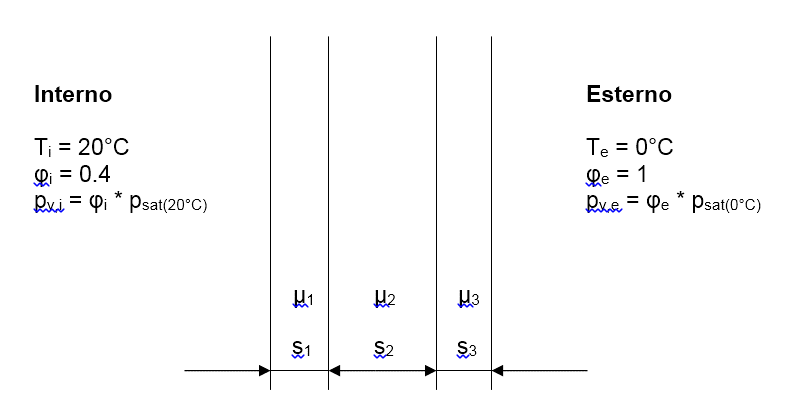 Interno
Tᵢ = 20°C
φᵢ = 0.4
pᵥ,ᵢ = φᵢ * psat(20°C)
Esterno
Tₑ = 0°C
φₑ = 1
pᵥ,ₑ = φₑ * psat(0°C)
μ₁ μ₂ μ₃
s₁ s₂ s₃